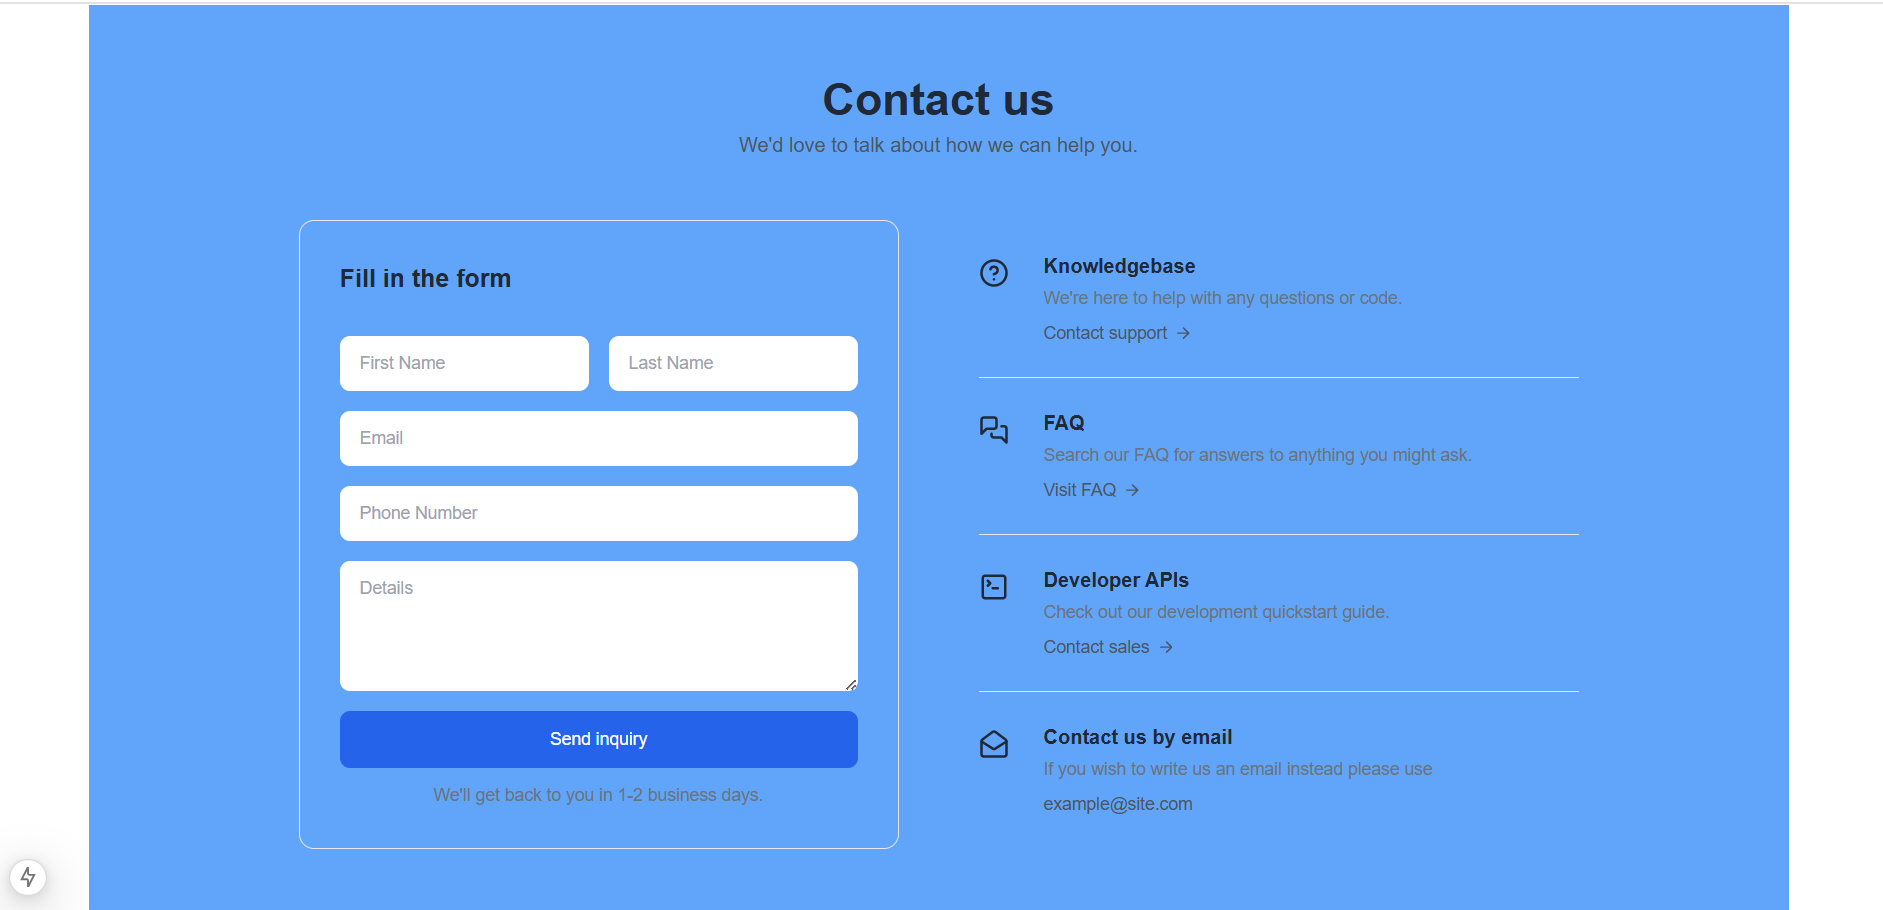 Contact us
We'd love to talk about how we can help you.
Fill in the form
First Name
Last Name
Email
Phone Number
Details
Send inquiry
We'll get back to you in 1-2 business days.
Knowledgebase
We're here to help with any questions or code.
Contact support →
FAQ
Search our FAQ for answers to anything you might ask.
Visit FAQ →
Developer APIs
Check out our development quickstart guide.
Contact sales →
Contact us by email
If you wish to write us an email instead please use
example@site.com